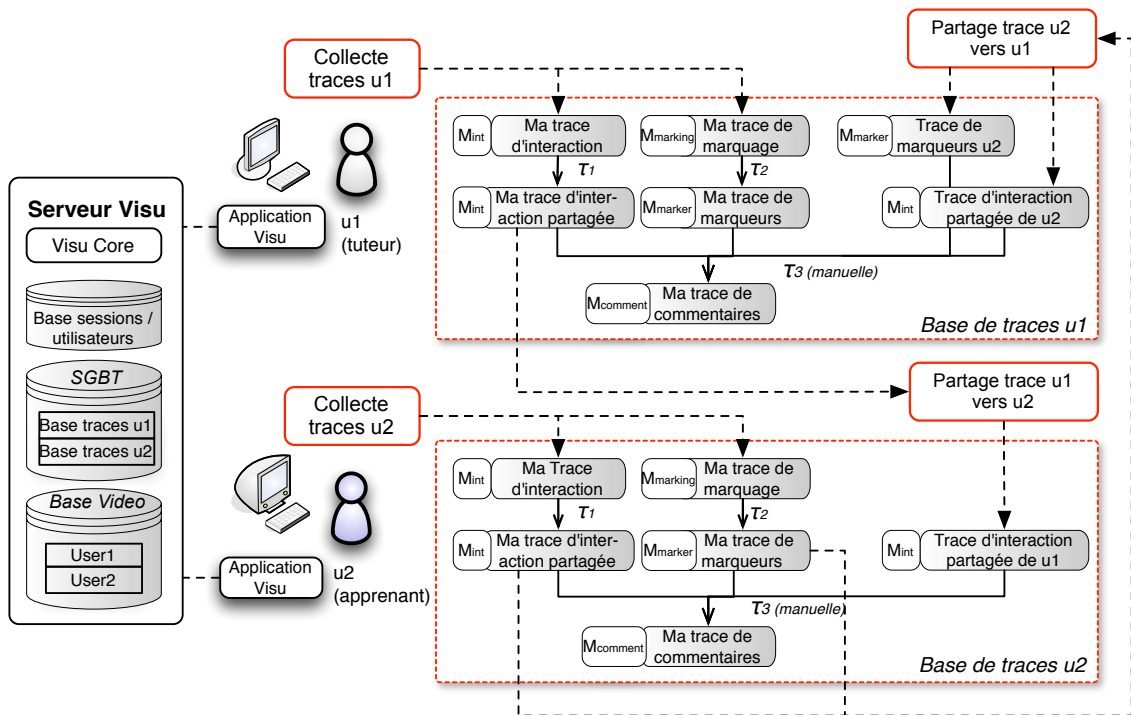 Serveur Visu
Visu Core
Base sessions /
utilisateurs
SGBT
Base traces u1
Base traces u2
Base Video
User1
User2
Application
Visu
u1
(tuteur)
Application
Visu
u2
(apprenant)
Collecte
traces u1
Partage trace u2
vers u1
Mint
Ma trace
d'interaction
Mmarking
Ma trace de
marquage
Mmarker
Trace de
marqueurs u2
τ1
τ2
Mint
Ma trace d'inter-
action partagée
Mmarker
Ma trace de
marqueurs
Mint
Trace d'interaction
partagée de u2
τ3 (manuelle)
Mcomment
Ma trace de
commentaires
Base de traces u1
Collecte
traces u2
Partage trace u1
vers u2
Mint
Ma Trace
d'interaction
Mmarking
Ma trace de
marquage
τ1
τ2
Mint
Ma trace d'inter-
action partagée
Mmarker
Ma trace de
marqueurs
Mint
Trace d'interaction
partagée de u1
τ3 (manuelle)
Mcomment
Ma trace de
commentaires
Base de traces u2